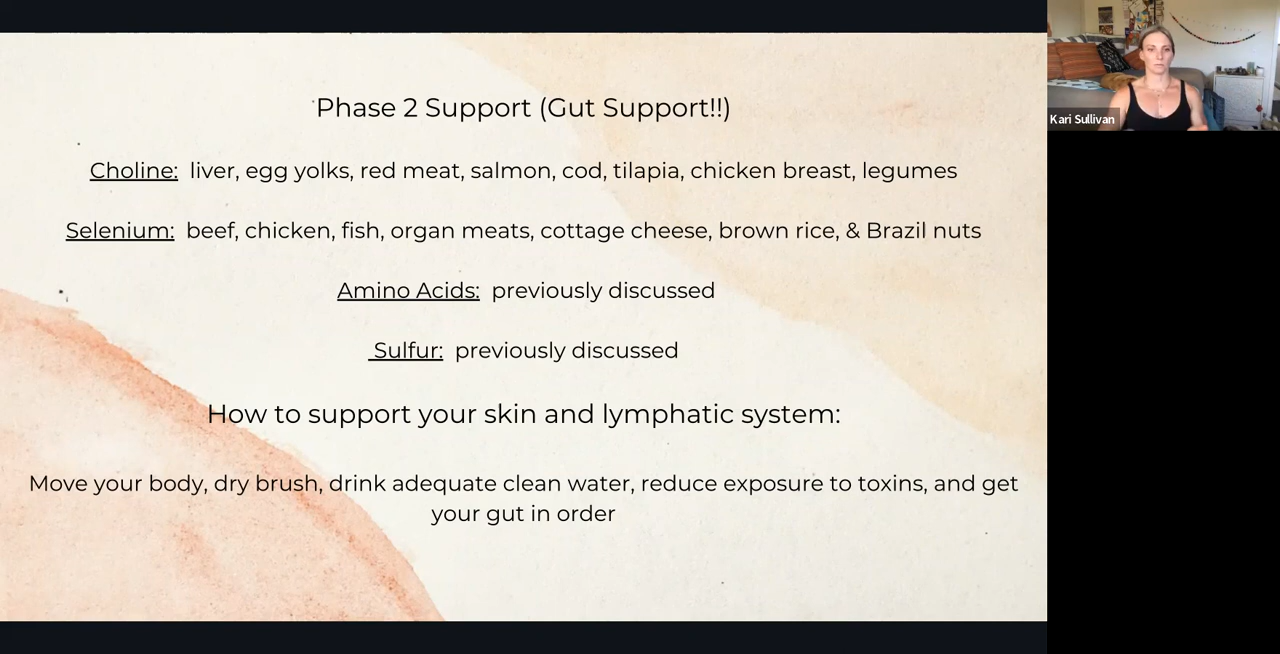 Phase 2 Support (Gut Support!!)
Choline: liver, egg yolks, red meat, salmon, cod, tilapia, chicken breast, legumes
Selenium: beef, chicken, fish, organ meats, cottage cheese, brown rice, & Brazil nuts
Amino Acids: previously discussed
Sulfur: previously discussed
How to support your skin and lymphatic system:
Move your body, dry brush, drink adequate clean water, reduce exposure to toxins, and get
your gut in order
Kari Sullivan